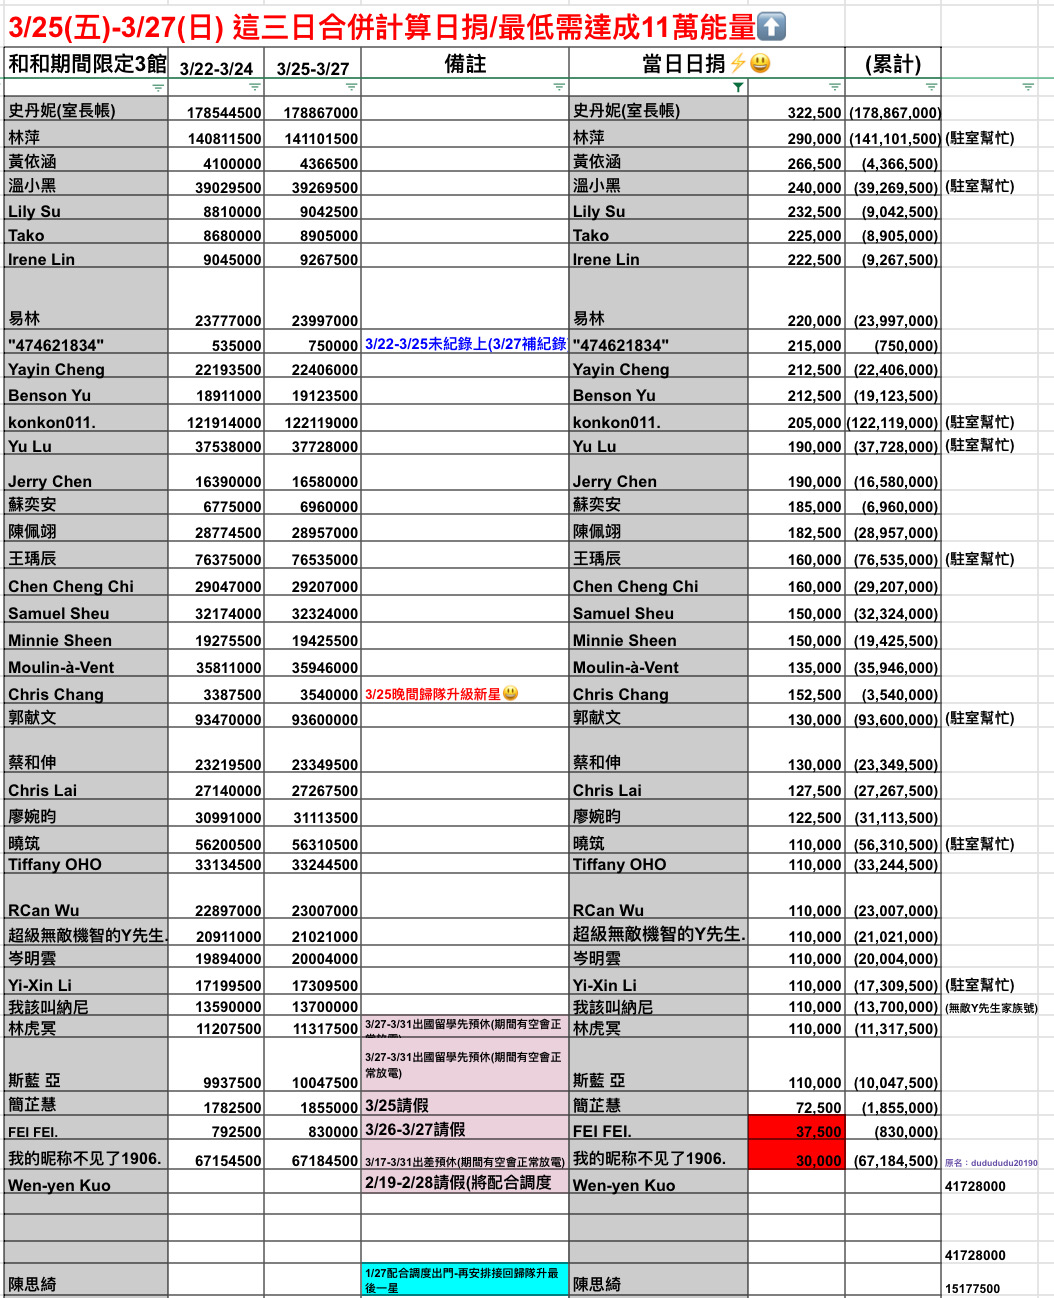 3/25(五)-3/27(日) 這三日合併計算日捐/最低需達成11萬能量⬆️
和和期間限定3館 3/22-3/24 3/25-3/27 備註 當日日捐⚡😃 (累計)
史丹妮(室長帳) 178544500 178867000 史丹妮(室長帳) 322,500 (178,867,000)
林萍 140811500 141101500 林萍 290,000 (141,101,500) (駐室幫忙)
黃依涵 4100000 4366500 黃依涵 266,500 (4,366,500)
溫小黑 39029500 39269500 溫小黑 240,000 (39,269,500) (駐室幫忙)
Lily Su 8810000 9042500 Lily Su 232,500 (9,042,500)
Tako 8680000 8905000 Tako 225,000 (8,905,000)
Irene Lin 9045000 9267500 Irene Lin 222,500 (9,267,500)
易林 23777000 23997000 易林 220,000 (23,997,000)
"474621834" 535000 750000 3/22-3/25未紀錄上(3/27補紀錄 "474621834" 215,000 (750,000)
Yayin Cheng 22193500 22406000 Yayin Cheng 212,500 (22,406,000)
Benson Yu 18911000 19123500 Benson Yu 212,500 (19,123,500)
konkon011. 121914000 122119000 konkon011. 205,000 (122,119,000) (駐室幫忙)
Yu Lu 37538000 37728000 Yu Lu 190,000 (37,728,000) (駐室幫忙)
Jerry Chen 16390000 16580000 Jerry Chen 190,000 (16,580,000)
蘇奕安 6775000 6960000 蘇奕安 185,000 (6,960,000)
陳佩翊 28774500 28957000 陳佩翊 182,500 (28,957,000)
王瑀辰 76375000 76535000 王瑀辰 160,000 (76,535,000) (駐室幫忙)
Chen Cheng Chi 29047000 29207000 Chen Cheng Chi 160,000 (29,207,000)
Samuel Sheu 32174000 32324000 Samuel Sheu 150,000 (32,324,000)
Minnie Sheen 19275500 19425500 Minnie Sheen 150,000 (19,425,500)
Moulin-à-Vent 35811000 35946000 Moulin-à-Vent 135,000 (35,946,000)
Chris Chang 3387500 3540000 3/25晚間歸隊升級新星😃 Chris Chang 152,500 (3,540,000)
郭献文 93470000 93600000 郭献文 130,000 (93,600,000) (駐室幫忙)
蔡和伸 23219500 23349500 蔡和伸 130,000 (23,349,500)
Chris Lai 27140000 27267500 Chris Lai 127,500 (27,267,500)
廖婉昀 30991000 31113500 廖婉昀 122,500 (31,113,500)
曉筑 56200500 56310500 曉筑 110,000 (56,310,500) (駐室幫忙)
Tiffany OHO 33134500 33244500 Tiffany OHO 110,000 (33,244,500)
RCan Wu 22897000 23007000 RCan Wu 110,000 (23,007,000)
超級無敵機智的Y先生. 20911000 21021000 超級無敵機智的Y先生. 110,000 (21,021,000)
岑明雲 19894000 20004000 岑明雲 110,000 (20,004,000)
Yi-Xin Li 17199500 17309500 Yi-Xin Li 110,000 (17,309,500) (駐室幫忙)
我該叫納尼 13590000 13700000 我該叫納尼 110,000 (13,700,000) (無敵Y先生家族號)
林虎冥 11207500 11317500 3/27-3/31出國留學先預休(期間有空會正 林虎冥 110,000 (11,317,500)
3/27-3/31出國留學先預休(期間有空會正
常放電)
斯藍 亞 9937500 10047500 斯藍 亞 110,000 (10,047,500)
簡芷慧 1782500 1855000 3/25請假 簡芷慧 72,500 (1,855,000)
FEI FEI. 792500 830000 3/26-3/27請假 FEI FEI. 37,500 (830,000)
我的昵称不见了1906. 67154500 67184500 3/17-3/31出差預休(期間有空會正常放電) 我的昵称不见了1906. 30,000 (67,184,500) 原名：dudududu20190
Wen-yen Kuo 2/19-2/28請假(將配合調度 Wen-yen Kuo 41728000
41728000
1/27配合調度出門-再安排接回歸隊升最
後一星
陳思綺 陳思綺 15177500